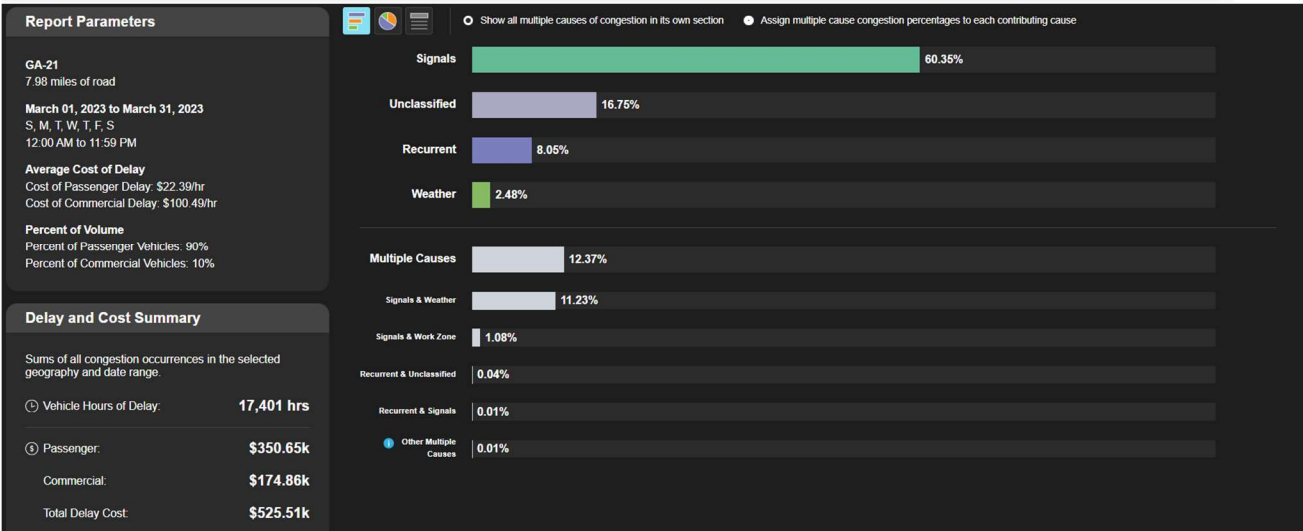 Report Parameters
GA-21
7.98 miles of road
March 01, 2023 to March 31, 2023
S, M, T, W, T, F, S
12:00 AM to 11:59 PM
Average Cost of Delay
Cost of Passenger Delay: $22.39/hr
Cost of Commercial Delay: $100.49/hr
Percent of Volume
Percent of Passenger Vehicles: 90%
Percent of Commercial Vehicles: 10%
Delay and Cost Summary
Sums of all congestion occurrences in the selected
geography and date range.
Vehicle Hours of Delay: 17,401 hrs
Passenger: $350.65k
Commercial: $174.86k
Total Delay Cost: $525.51k
Show all multiple causes of congestion in its own section
Assign multiple cause congestion percentages to each contributing cause
Signals 60.35%
Unclassified 16.75%
Recurrent 8.05%
Weather 2.48%
Multiple Causes 12.37%
Signals & Weather 11.23%
Signals & Work Zone 1.08%
Recurrent & Unclassified 0.04%
Recurrent & Signals 0.01%
Other Multiple
Causes 0.01%